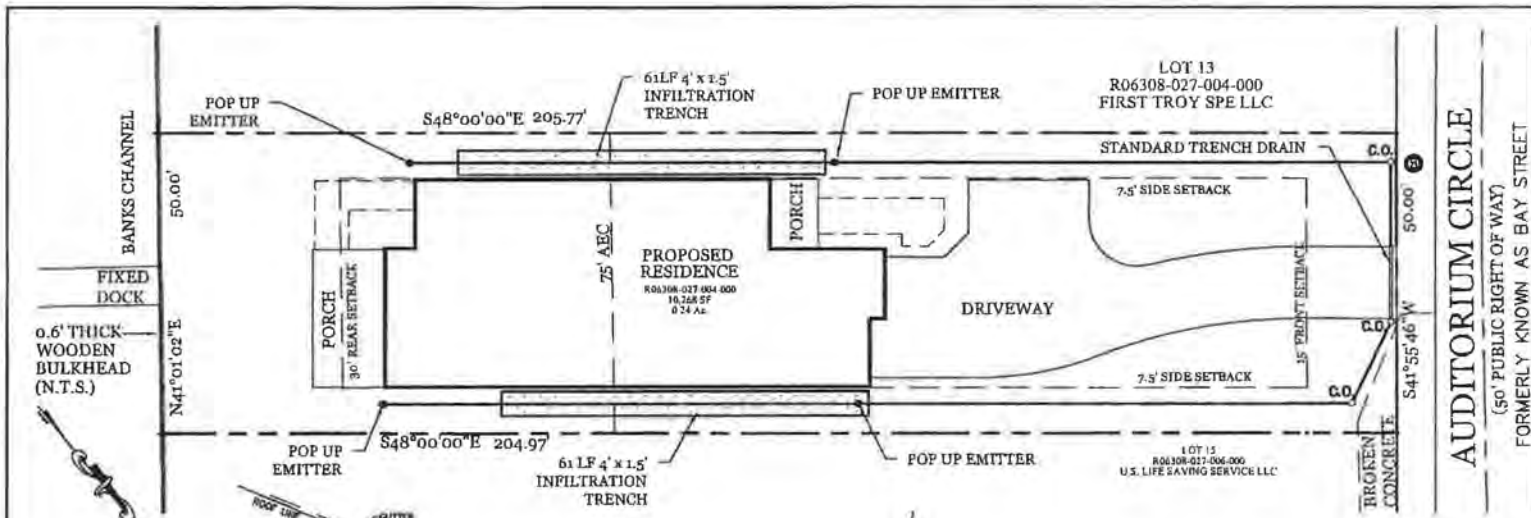 BANKS CHANNEL
50.00'
N41°01'02"E
FIXED
DOCK
0.6' THICK
WOODEN
BULKHEAD
(N.T.S.)
POP UP
EMITTER
S48°00'00"E 205.77'
61LF 4' x 1.5'
INFILTRATION
TRENCH
POP UP EMITTER
LOT 13
R06308-027-004-000
FIRST TROY SPE LLC
STANDARD TRENCH DRAIN
C.O.
7.5' SIDE SETBACK
PORCH
30' REAR SETBACK
75' AEC
PROPOSED
RESIDENCE
R06308-027-004-000
10,268 SF
0.24 Ac.
PORCH
DRIVEWAY
15' FRONT SETBACK
7.5' SIDE SETBACK
C.O.
C.O.
50.00'
S41°55'46"W
AUDITORIUM CIRCLE
(50' PUBLIC RIGHT OF WAY)
FORMERLY KNOWN AS BAY STREET
POP UP
EMITTER
S48°00'00"E 204.97'
61 LF 4' x 1.5'
INFILTRATION
TRENCH
POP UP EMITTER
LOT 15
R06308-027-006-000
U.S. LIFE SAVING SERVICE LLC
BROKEN
CONCRETE
ROOF LINE